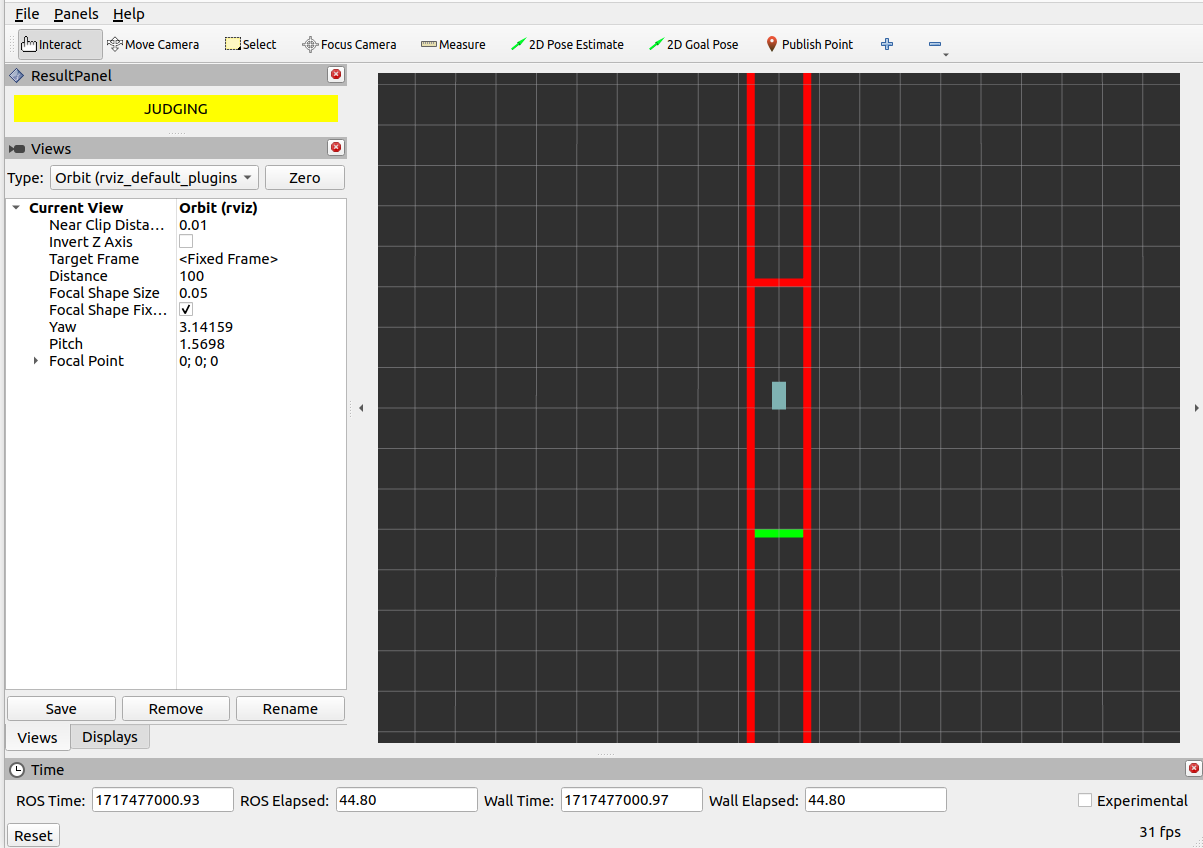 File Panels Help
Interact Move Camera Select Focus Camera Measure 2D Pose Estimate 2D Goal Pose Publish Point
ResultPanel
JUDGING
Views
Type: Orbit (rviz_default_plugins Zero
Current View Orbit (rviz)
Near Clip Dista... 0.01
Invert Z Axis
Target Frame <Fixed Frame>
Distance 100
Focal Shape Size 0.05
Focal Shape Fix...
Yaw 3.14159
Pitch 1.5698
Focal Point 0; 0; 0
Save Remove Rename
Views Displays
Time
ROS Time: 1717477000.93 ROS Elapsed: 44.80 Wall Time: 1717477000.97 Wall Elapsed: 44.80 Experimental
Reset 31 fps